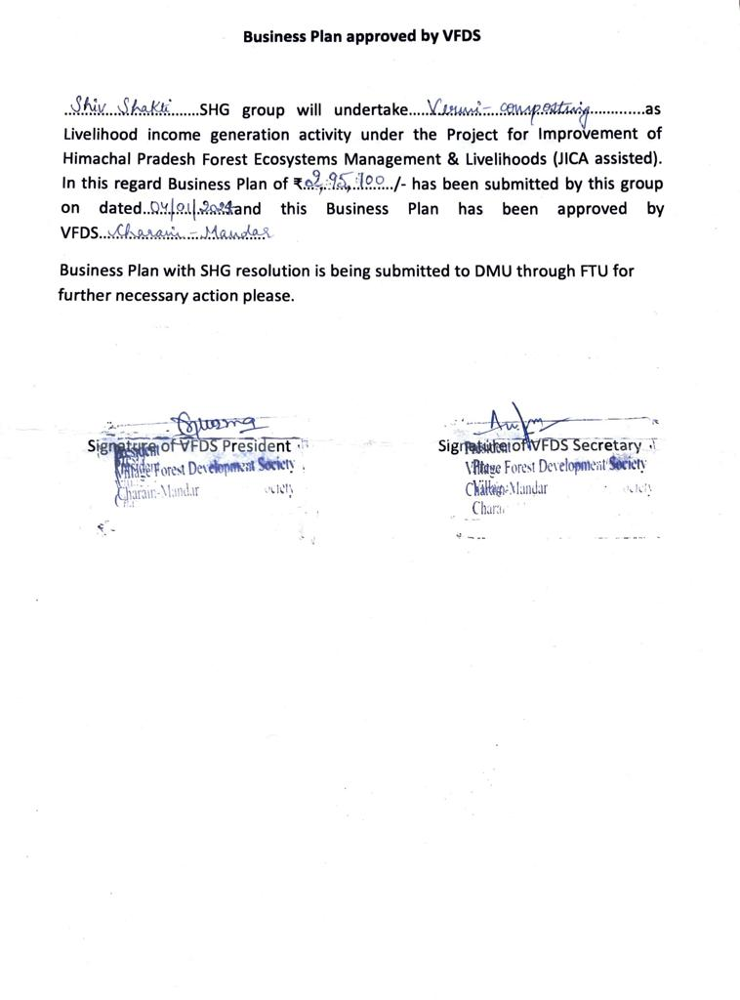 Business Plan approved by VFDS
..Shiv..Shakti......SHG group will undertake....Vermi-composting............as
Livelihood income generation activity under the Project for Improvement of
Himachal Pradesh Forest Ecosystems Management & Livelihoods (JICA assisted).
In this regard Business Plan of ₹.2,95,100../- has been submitted by this group
on dated..04/01/2024and this Business Plan has been approved by
VFDS...Charain-Mandar
Business Plan with SHG resolution is being submitted to DMU through FTU for
further necessary action please.
Signature of VFDS President
Village Forest Development Society
Charain-Mandar
Signature of VFDS Secretary
Village Forest Development Society
Charain-Mandar